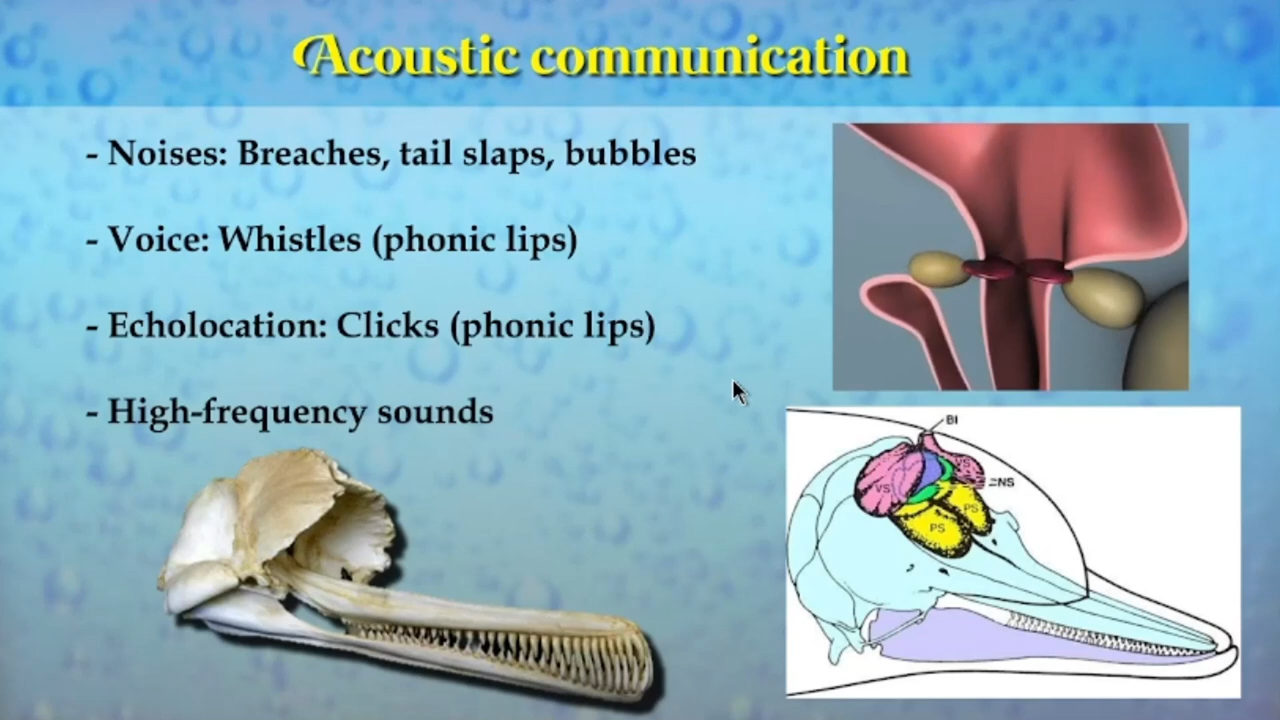 Acoustic communication
- Noises: Breaches, tail slaps, bubbles
- Voice: Whistles (phonic lips)
- Echolocation: Clicks (phonic lips)
- High-frequency sounds
BI
VS
NS
PS
PS